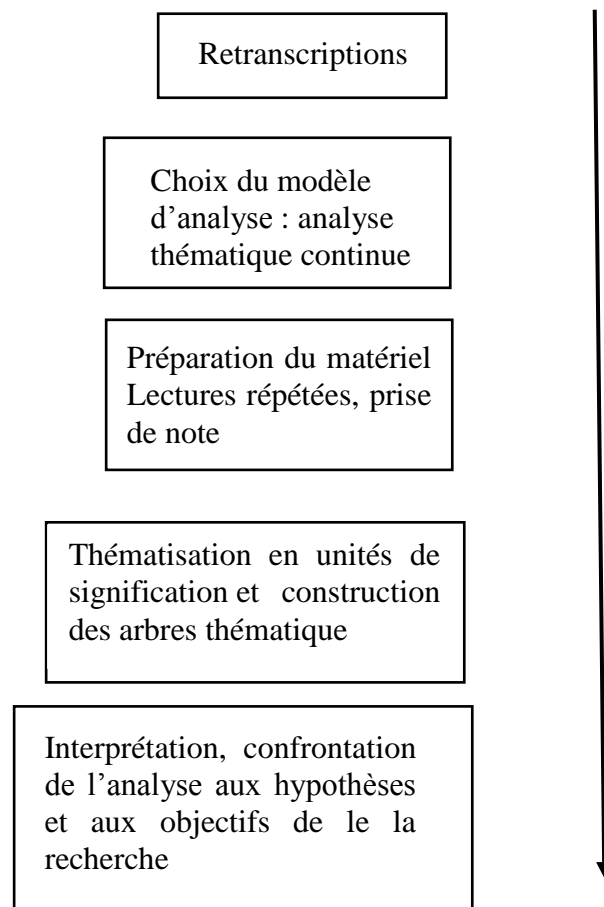 Retranscriptions
Choix du modèle
d’analyse : analyse
thématique continue
Préparation du matériel
Lectures répétées, prise
de note
Thématisation en unités de
signification et construction
des arbres thématique
Interprétation, confrontation
de l’analyse aux hypothèses
et aux objectifs de le la
recherche